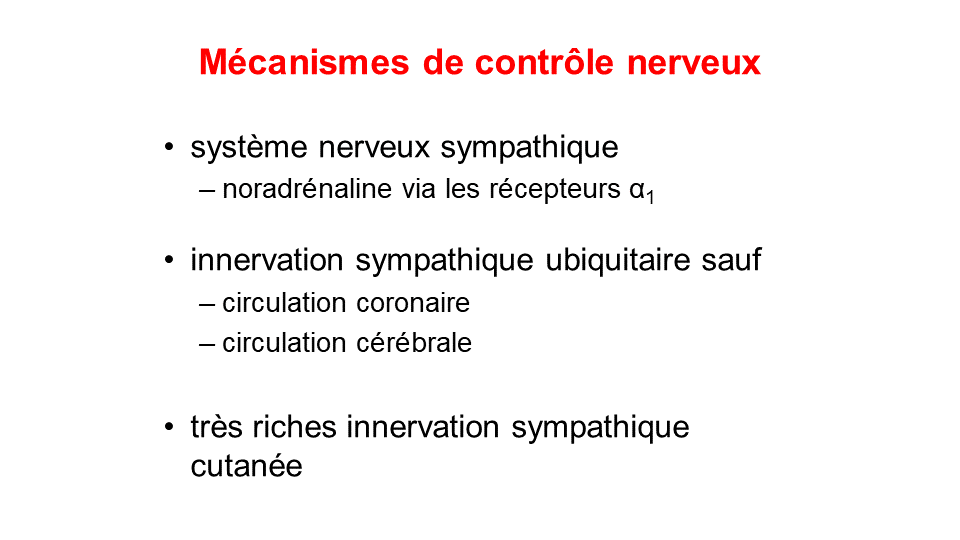 Mécanismes de contrôle nerveux
• système nerveux sympathique
– noradrénaline via les récepteurs α₁
• innervation sympathique ubiquitaire sauf
– circulation coronaire
– circulation cérébrale
• très riches innervation sympathique
cutanée